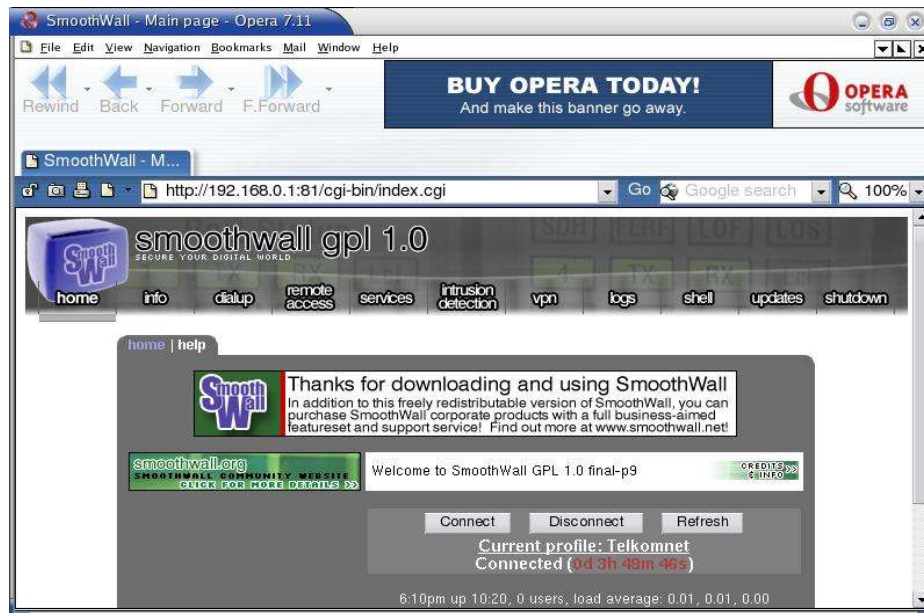 SmoothWall - Main page - Opera 7.11
File Edit View Navigation Bookmarks Mail Window Help
Rewind Back Forward F.Forward
BUY OPERA TODAY!
And make this banner go away.
OPERA
software
SmoothWall - M...
http://192.168.0.1:81/cgi-bin/index.cgi Go Google search 100%
Smooth
Wall
smoothwall gpl 1.0
SECURE YOUR DIGITAL WORLD
home info dialup remote access services intrusion detection vpn logs shell updates shutdown
home | help
Smooth
Wall
Thanks for downloading and using SmoothWall
In addition to this freely redistributable version of SmoothWall, you can
purchase SmoothWall corporate products with a full business-aimed
featureset and support service! Find out more at www.smoothwall.net!
smoothwall.org
SMOOTHWALL COMMUNITY WEBSITE
CLICK FOR MORE DETAILS >>
Welcome to SmoothWall GPL 1.0 final-p9
CREDITS & INFO >>
Connect Disconnect Refresh
Current profile: Telkomnet
Connected (0d 3h 49m 46s)
6:10pm up 10:20, 0 users, load average: 0.01, 0.01, 0.00